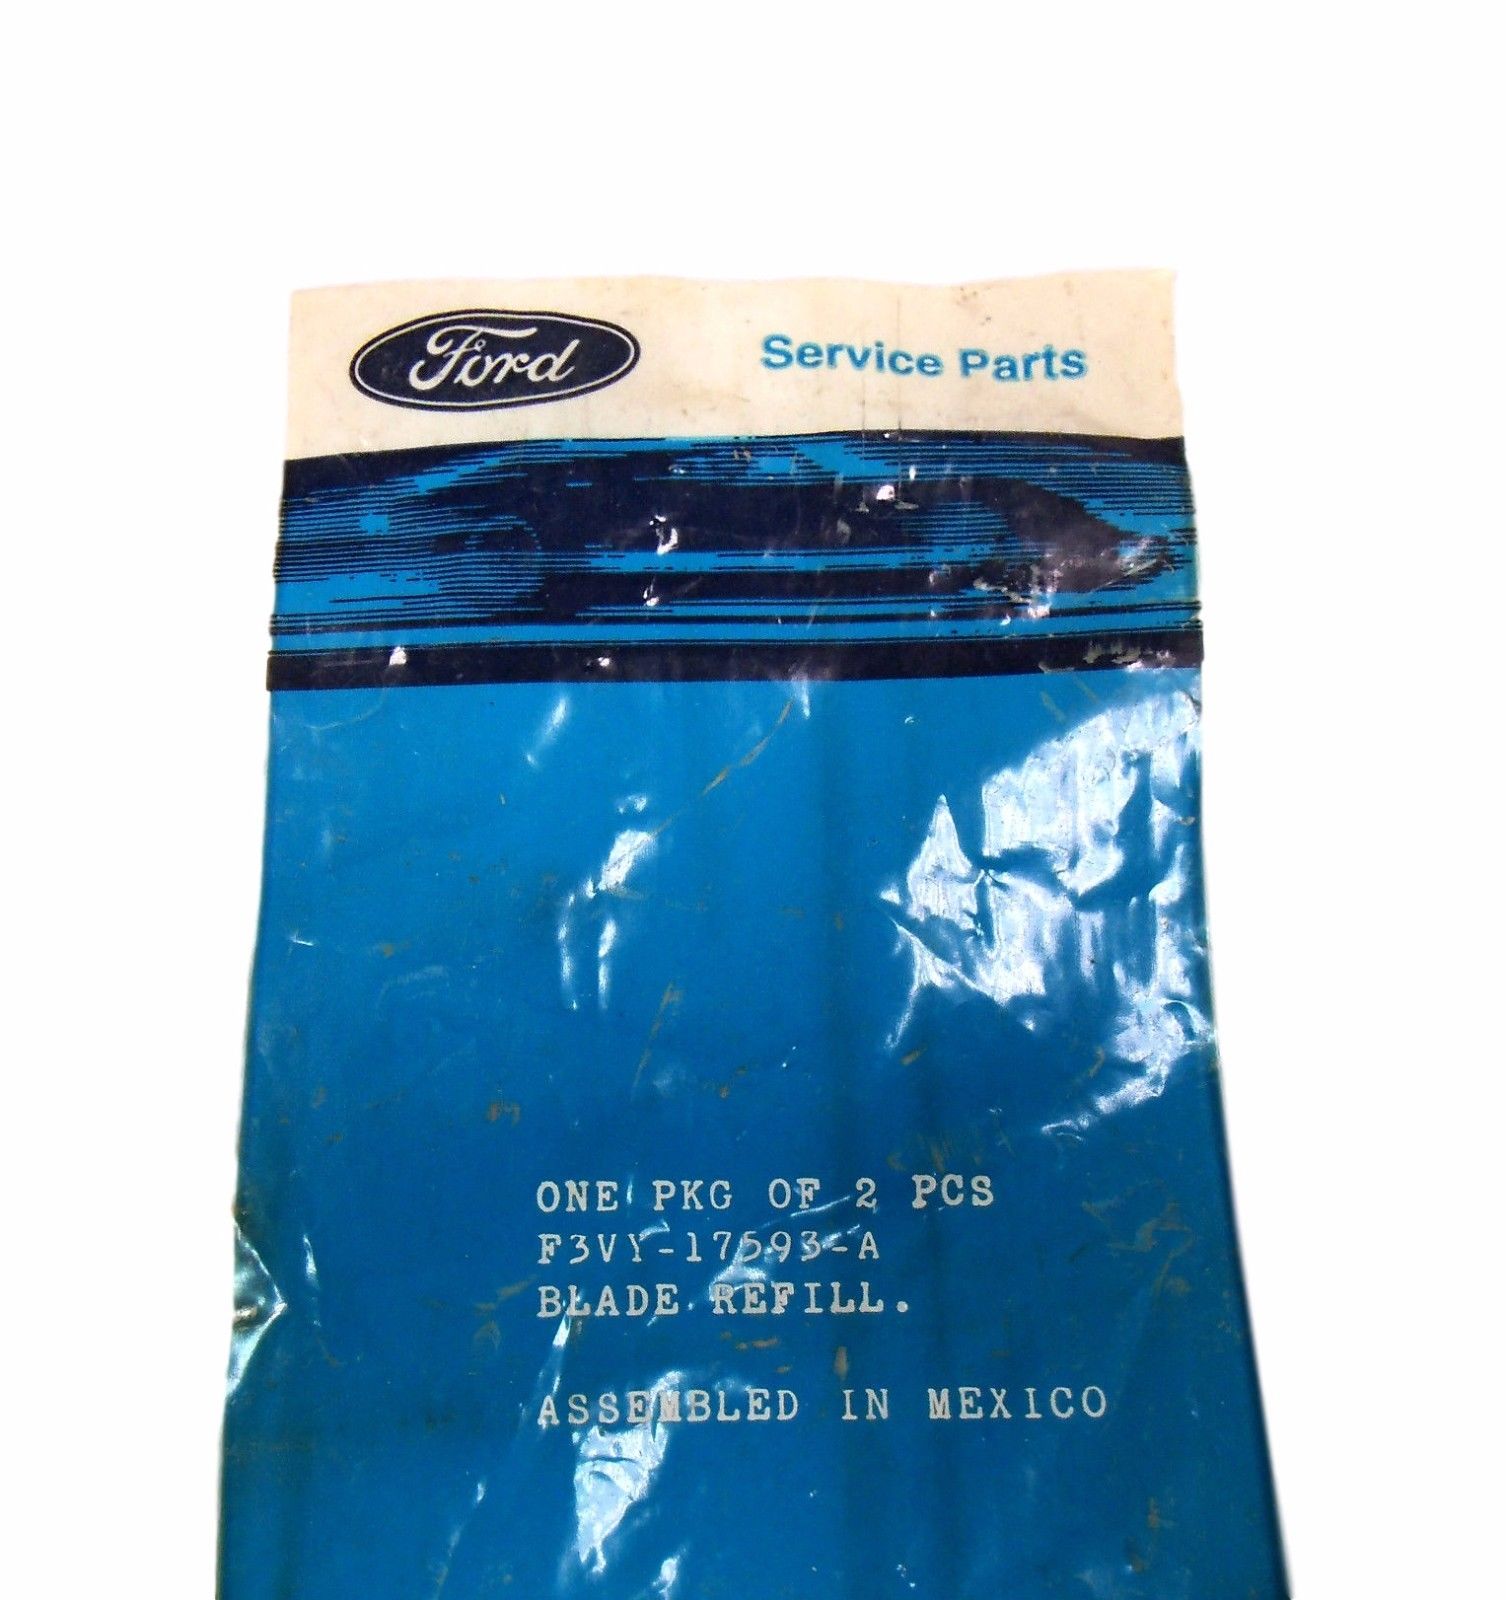 Ford Service Parts
ONE PKG OF 2 PCS
F3VY-17593-A
BLADE REFILL.
ASSEMBLED IN MEXICO